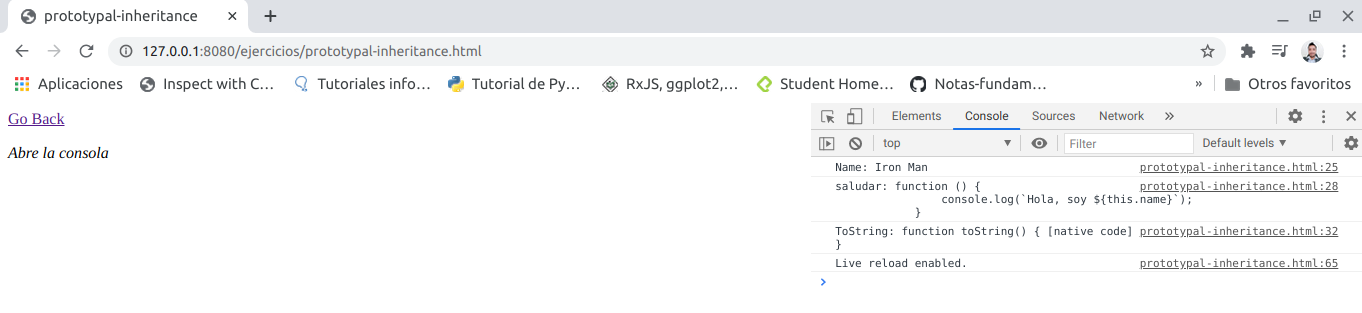 prototypal-inheritance
127.0.0.1:8080/ejercicios/prototypal-inheritance.html
Aplicaciones Inspect with C… Tutoriales info… Tutorial de Py… RxJS, ggplot2,… Student Home… Notas-fundam… » Otros favoritos
Go Back
Abre la consola
Elements Console Sources Network »
top Filter Default levels
Name: Iron Man prototypal-inheritance.html:25
saludar: function () { prototypal-inheritance.html:28
console.log(`Hola, soy ${this.name}`);
}
ToString: function toString() { [native code] prototypal-inheritance.html:32
}
Live reload enabled. prototypal-inheritance.html:65